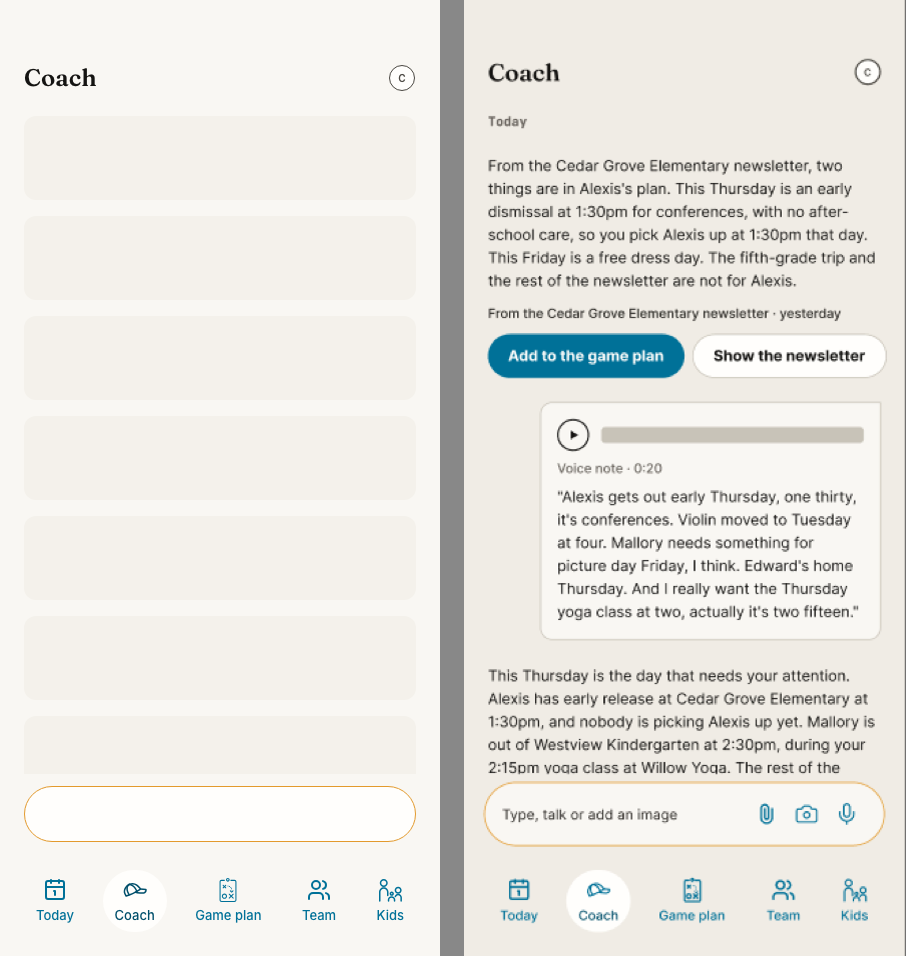 Coach
C
Today
Coach
Game plan
Team
Kids
Coach
C
Today
From the Cedar Grove Elementary newsletter, two
things are in Alexis's plan. This Thursday is an early
dismissal at 1:30pm for conferences, with no after-
school care, so you pick Alexis up at 1:30pm that day.
This Friday is a free dress day. The fifth-grade trip and
the rest of the newsletter are not for Alexis.
From the Cedar Grove Elementary newsletter · yesterday
Add to the game plan
Show the newsletter
Voice note · 0:20
"Alexis gets out early Thursday, one thirty,
it's conferences. Violin moved to Tuesday
at four. Mallory needs something for
picture day Friday, I think. Edward's home
Thursday. And I really want the Thursday
yoga class at two, actually it's two fifteen."
This Thursday is the day that needs your attention.
Alexis has early release at Cedar Grove Elementary at
1:30pm, and nobody is picking Alexis up yet. Mallory is
out of Westview Kindergarten at 2:30pm, during your
2:15pm yoga class at Willow Yoga. The rest of the
Type, talk or add an image
Today
Coach
Game plan
Team
Kids